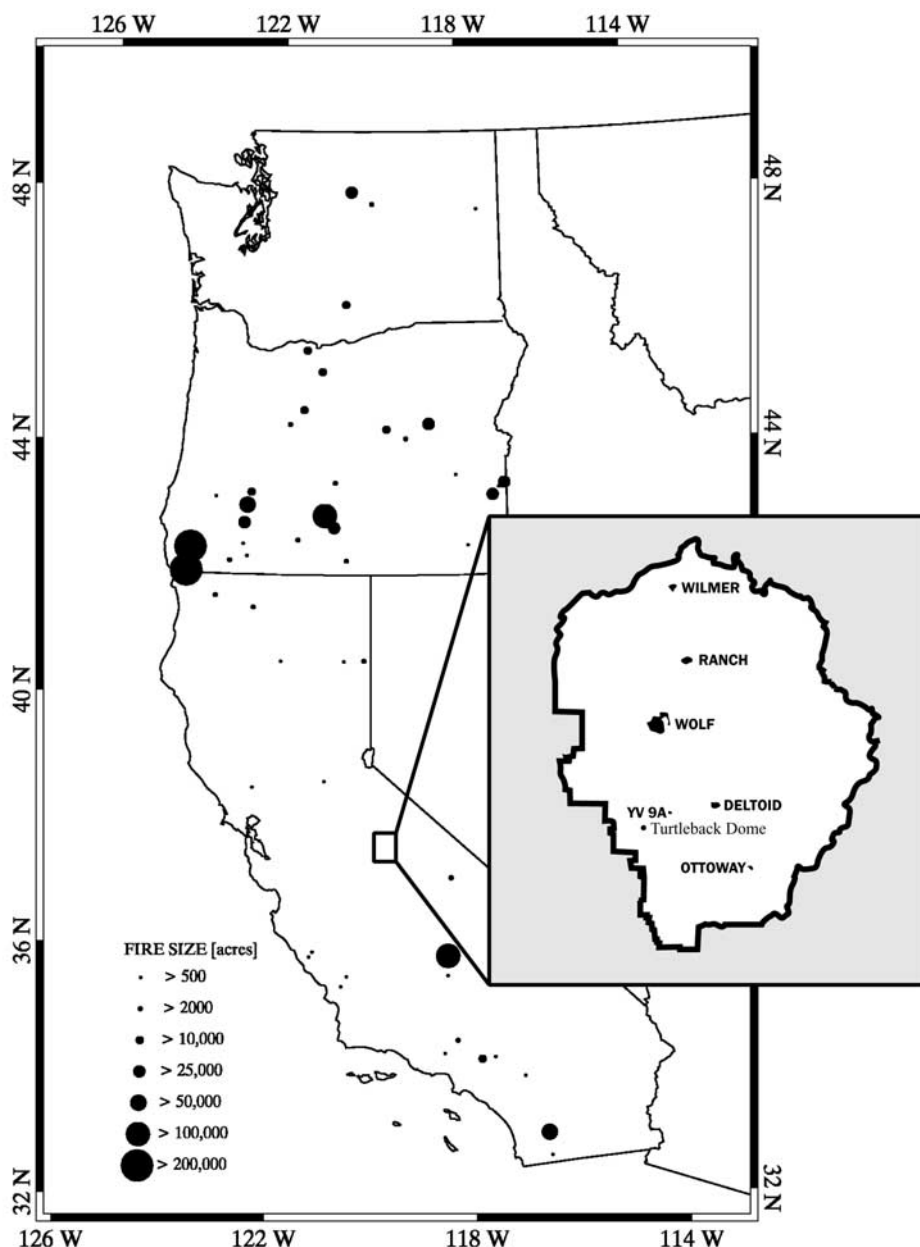 126 W 122 W 118 W 114 W
48 N 48 N
44 N 44 N
40 N
36 N
32 N 32 N
WILMER
RANCH
WOLF
DELTOID
YV 9A
Turtleback Dome
OTTOWAY
FIRE SIZE [acres]
> 500
> 2000
> 10,000
> 25,000
> 50,000
> 100,000
> 200,000
126 W 122 W 118 W 114 W